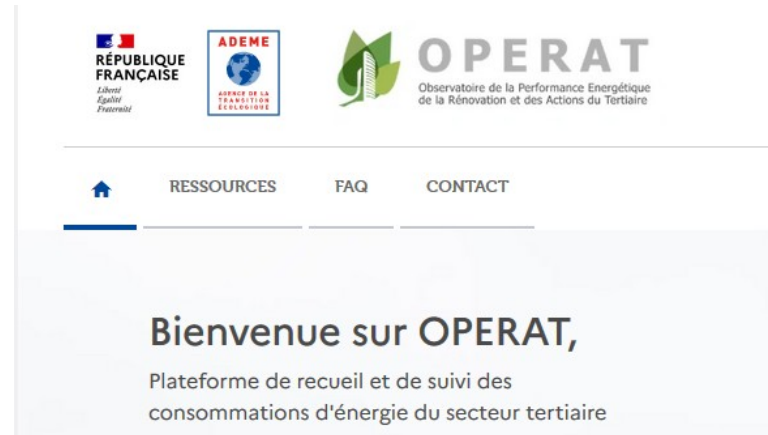 RÉPUBLIQUE
FRANÇAISE
Liberté
Égalité
Fraternité
ADEME
AGENCE DE LA
TRANSITION
ÉCOLOGIQUE
OPERAT
Observatoire de la Performance Energétique
de la Rénovation et des Actions du Tertiaire
RESSOURCES FAQ CONTACT
Bienvenue sur OPERAT,
Plateforme de recueil et de suivi des
consommations d'énergie du secteur tertiaire